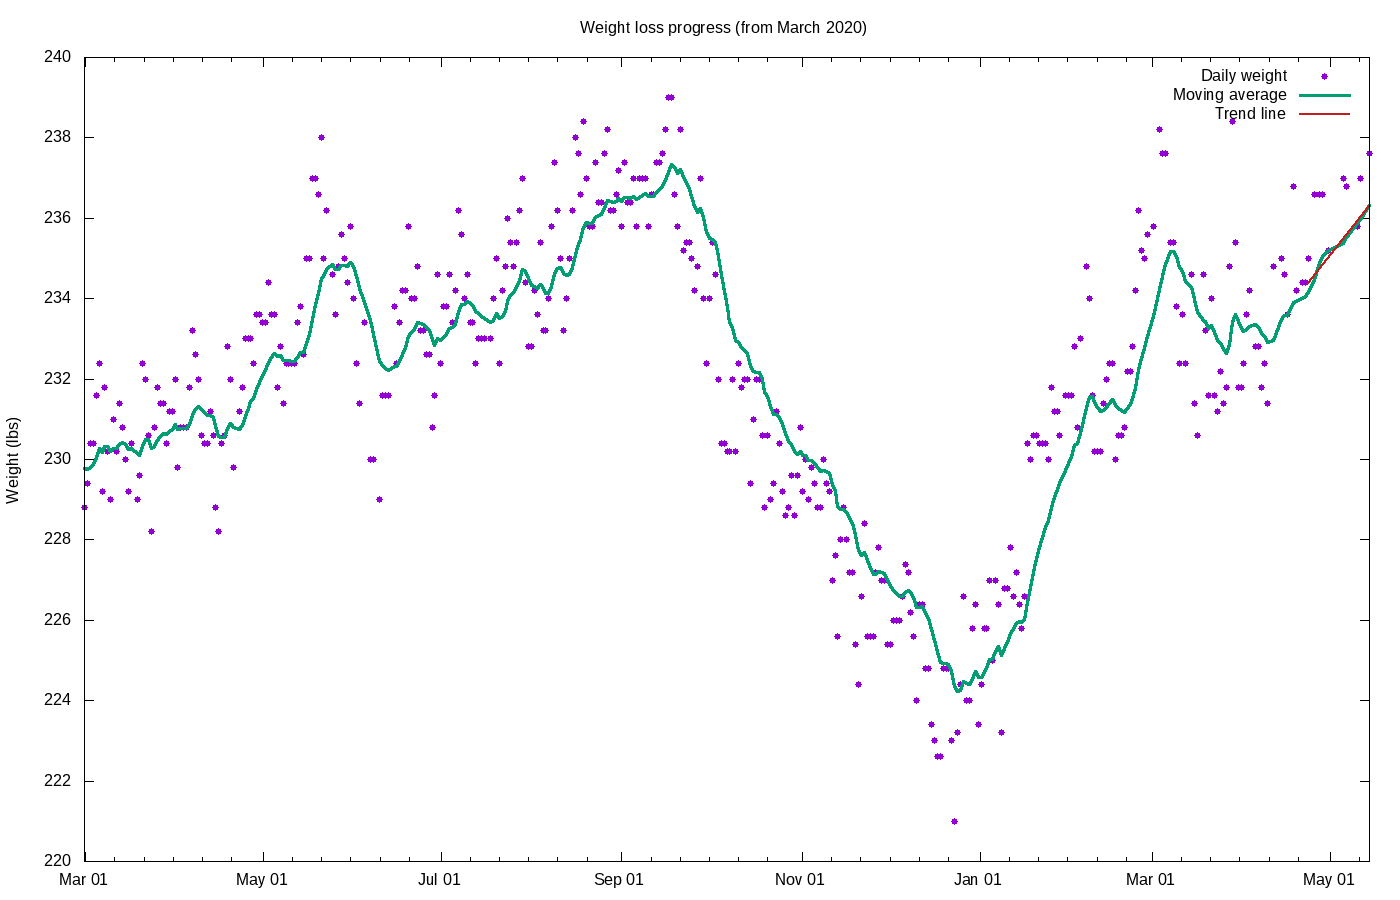 Weight loss progress (from March 2020)
240
238
236
234
232
230
228
226
224
222
220
Weight (lbs)
Daily weight
Moving average
Trend line
Mar 01
May 01
Jul 01
Sep 01
Nov 01
Jan 01
Mar 01
May 01